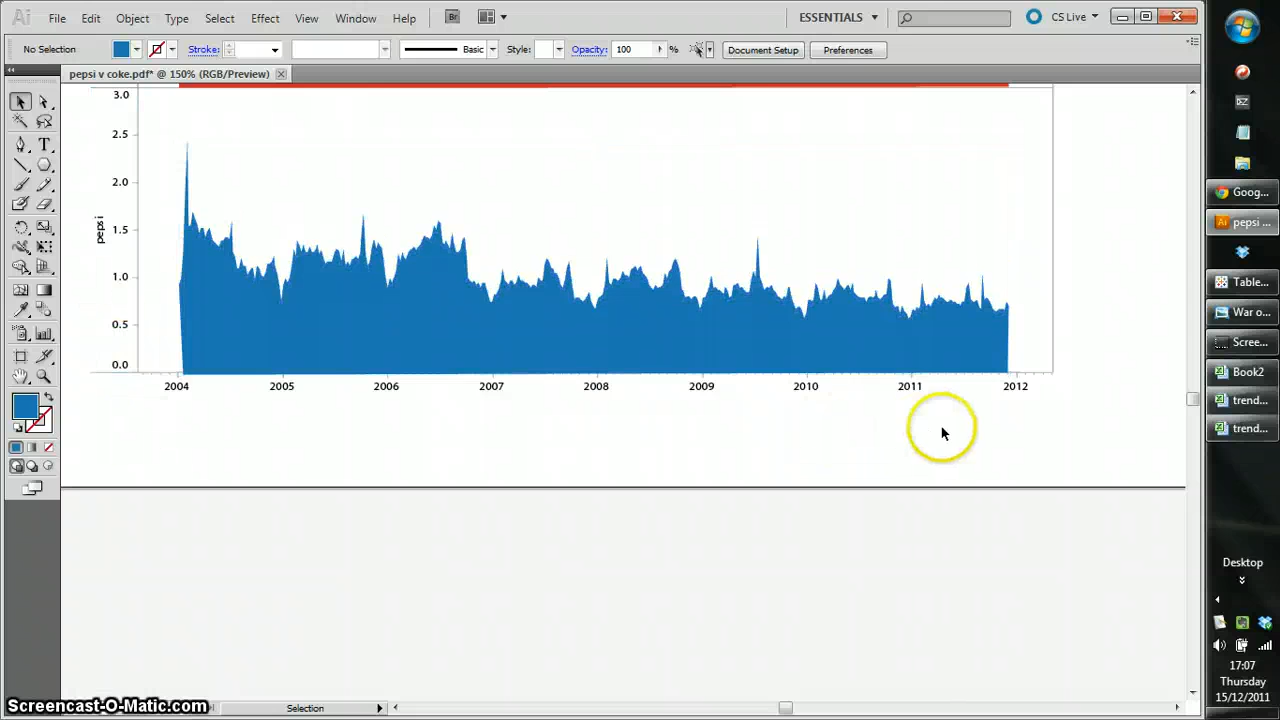 Ai File Edit Object Type Select Effect View Window Help Br ESSENTIALS CS Live
No Selection Stroke: Basic Style: Opacity: 100 % Document Setup Preferences
pepsi v coke.pdf* @ 150% (RGB/Preview)
3.0
2.5
2.0
1.5
1.0
0.5
0.0
pepsi
2004 2005 2006 2007 2008 2009 2010 2011 2012
Goog...
Ai pepsi ...
Table...
War o...
Scree...
Book2
trend...
trend...
Desktop
17:07
Thursday
15/12/2011
Selection
Screencast-O-Matic.com